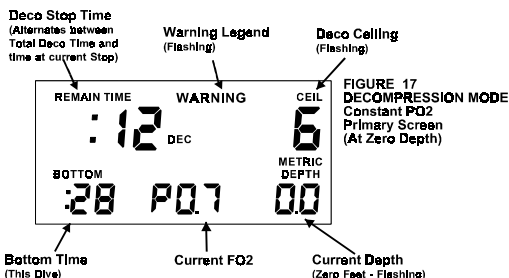 Deco Stop Time
(Alternates between
Total Deco Time and
time at current Stop)
Warning Legend
(Flashing)
Deco Ceiling
(Flashing)
REMAIN TIME
WARNING
CEIL
:12
DEC
6
METRIC
BOTTOM
DEPTH
:28
PO.7
0.0
FIGURE 17
DECOMPRESSION MODE
Constant PO2
Primary Screen
(At Zero Depth)
Bottom Time
(This Dive)
Current FO2
Current Depth
(Zero Feet - Flashing)